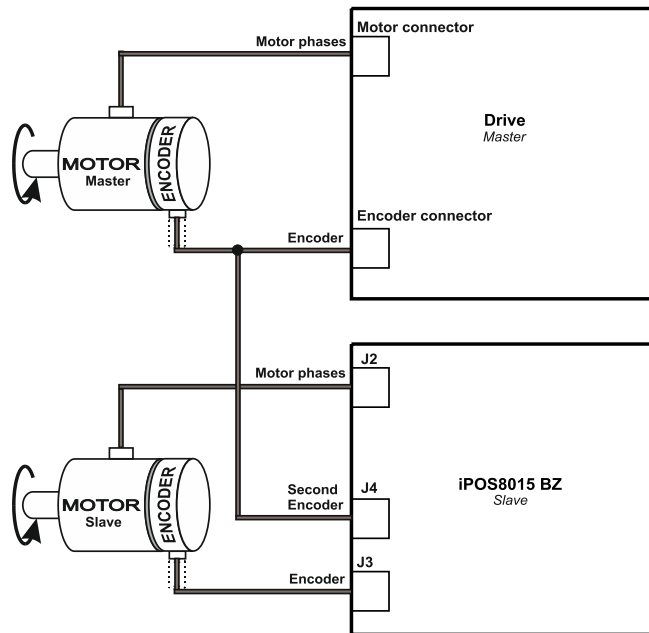 Motor phases
Motor connector
Drive
Master
MOTOR
Master
ENCODER
Encoder connector
Encoder
Motor phases
J2
iPOS8015 BZ
Slave
MOTOR
Slave
ENCODER
Second
Encoder
J4
Encoder
J3